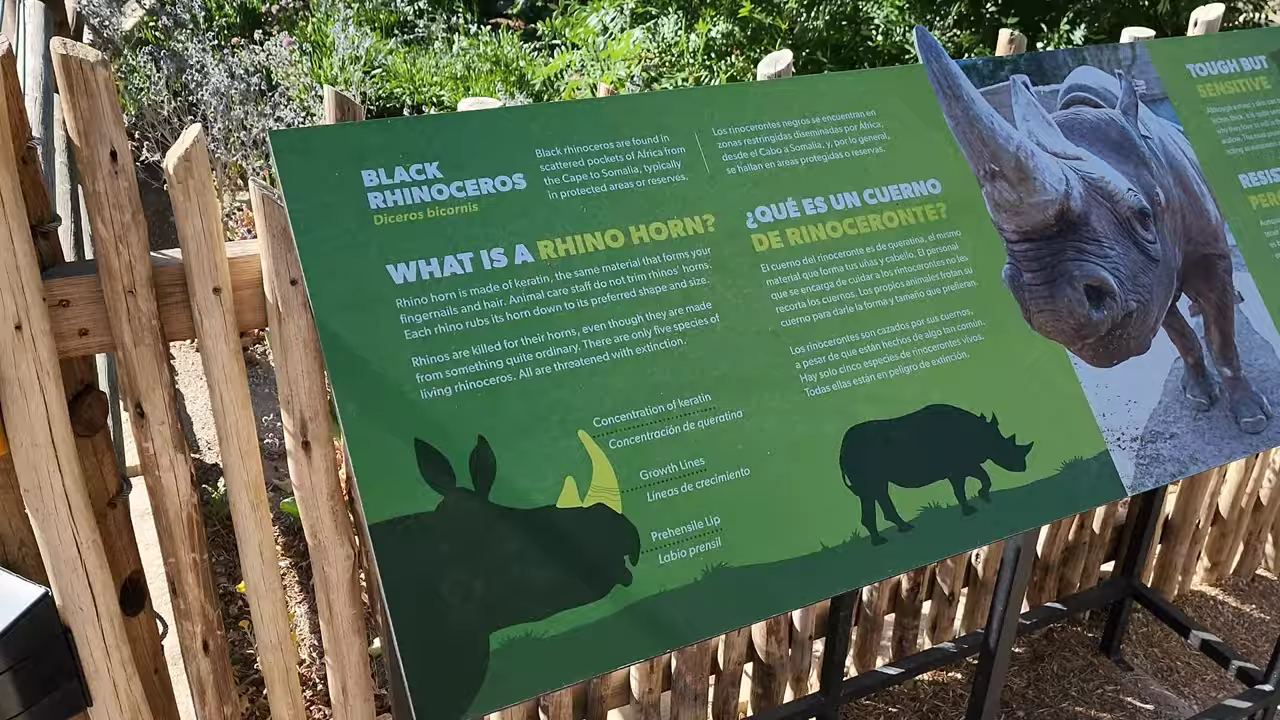 BLACK
RHINOCEROS
Diceros bicornis
Black rhinoceros are found in
scattered pockets of Africa from
the Cape to Somalia, typically
in protected areas or reserves.
Los rinocerontes negros se encuentran en
zonas restringidas diseminadas por África,
desde el Cabo a Somalia, y, por lo general,
se hallan en áreas protegidas o reservas.
WHAT IS A RHINO HORN?
Rhino horn is made of keratin, the same material that forms your
fingernails and hair. Animal care staff do not trim rhinos' horns.
Each rhino rubs its horn down to its preferred shape and size.
Rhinos are killed for their horns, even though they are made
from something quite ordinary. There are only five species of
living rhinoceros. All are threatened with extinction.
¿QUÉ ES UN CUERNO
DE RINOCERONTE?
El cuerno del rinoceronte es de queratina, el mismo
material que forma tus uñas y cabello. El personal
que se encarga de cuidar a los rintocerontes no les
recorta los cuernos. Los propios animales frotan su
cuerno para darle la forma y tamaño que prefieran.
Los rinocerontes son cazados por sus cuernos,
a pesar de que están hechos de algo tan común.
Hay solo cinco especies de rinocerontes vivos.
Todas ellas están en peligro de extinción.
Concentration of keratin
Concentración de queratina
Growth Lines
Líneas de crecimiento
Prehensile Lip
Labio prensil
TOUGH BUT
SENSITIVE